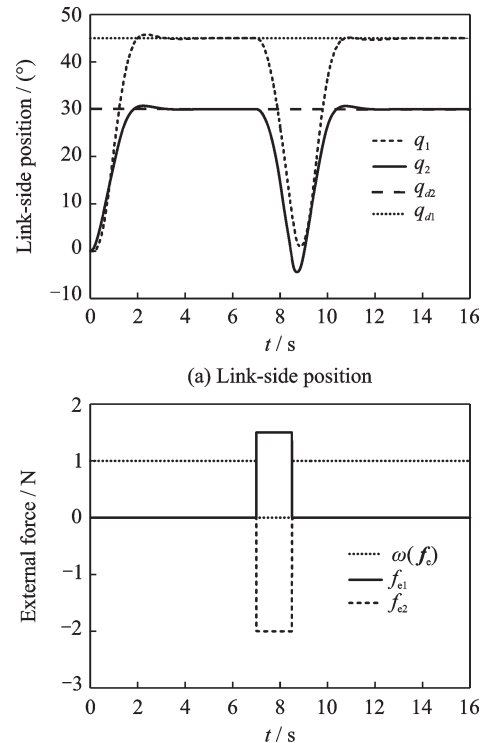 50
40
30
20
10
0
−10
Link-side position / (°)
q1
q2
qd2
qd1
0 2 4 6 8 10 12 14 16
t / s
(a) Link-side position
2
1
0
−1
−2
−3
External force / N
ω(fe)
fe1
fe2
0 2 4 6 8 10 12 14 16
t / s